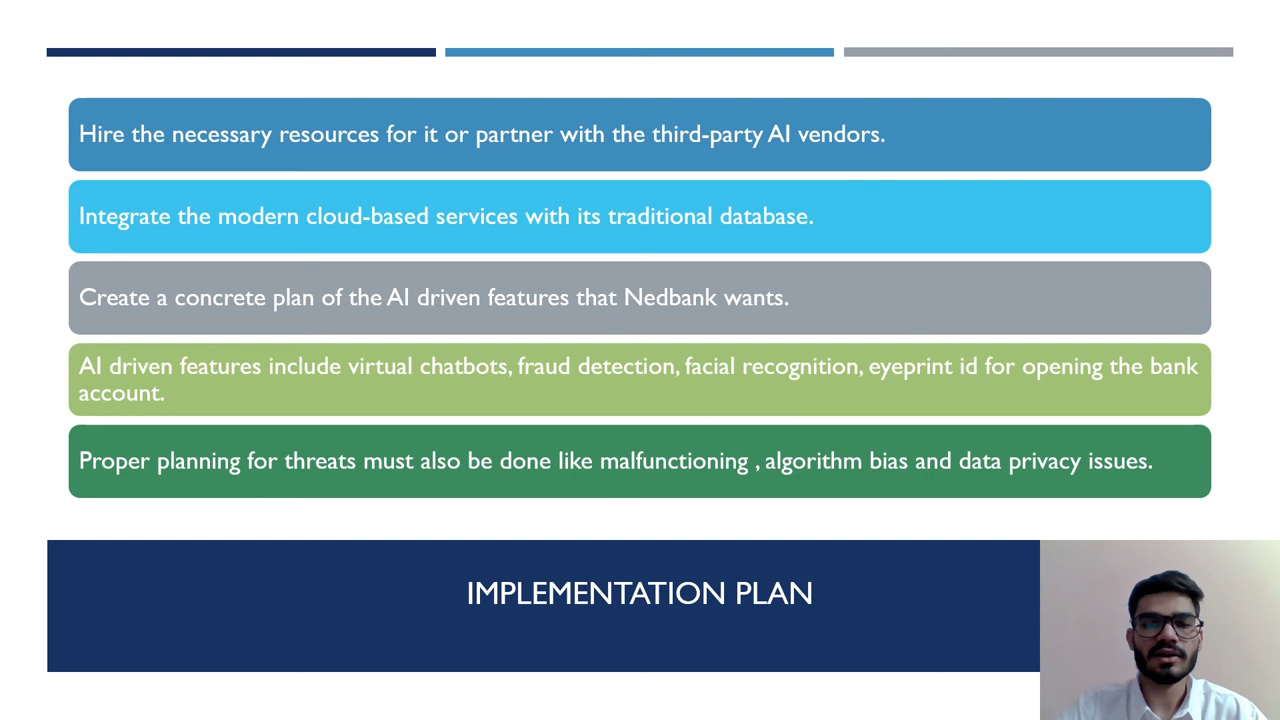 Hire the necessary resources for it or partner with the third-party AI vendors.
Integrate the modern cloud-based services with its traditional database.
Create a concrete plan of the AI driven features that Nedbank wants.
AI driven features include virtual chatbots, fraud detection, facial recognition, eyeprint id for opening the bank
account.
Proper planning for threats must also be done like malfunctioning , algorithm bias and data privacy issues.
IMPLEMENTATION PLAN